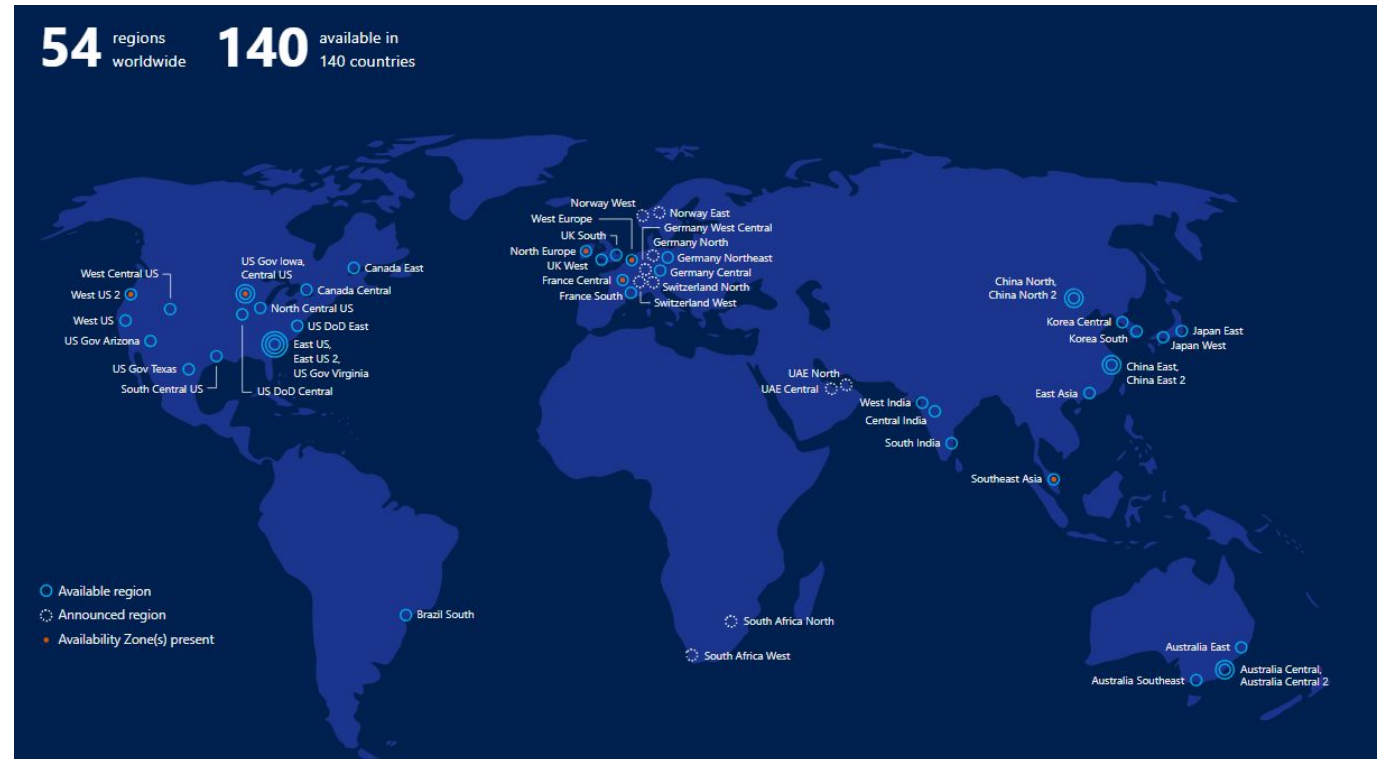 54 regions worldwide
140 available in 140 countries
Norway West
Norway East
West Europe
Germany West Central
UK South
Germany North
North Europe
Germany Northeast
UK West
Germany Central
France Central
Switzerland North
France South
Switzerland West
US Gov Iowa,
Central US
Canada East
West Central US
Canada Central
West US 2
North Central US
West US
US DoD East
US Gov Arizona
East US,
East US 2,
US Gov Virginia
US Gov Texas
South Central US
US DoD Central
China North,
China North 2
Korea Central
Korea South
Japan East
Japan West
China East,
China East 2
East Asia
UAE North
UAE Central
West India
Central India
South India
Southeast Asia
Available region
Announced region
Availability Zone(s) present
Brazil South
South Africa North
South Africa West
Australia East
Australia Central,
Australia Central 2
Australia Southeast